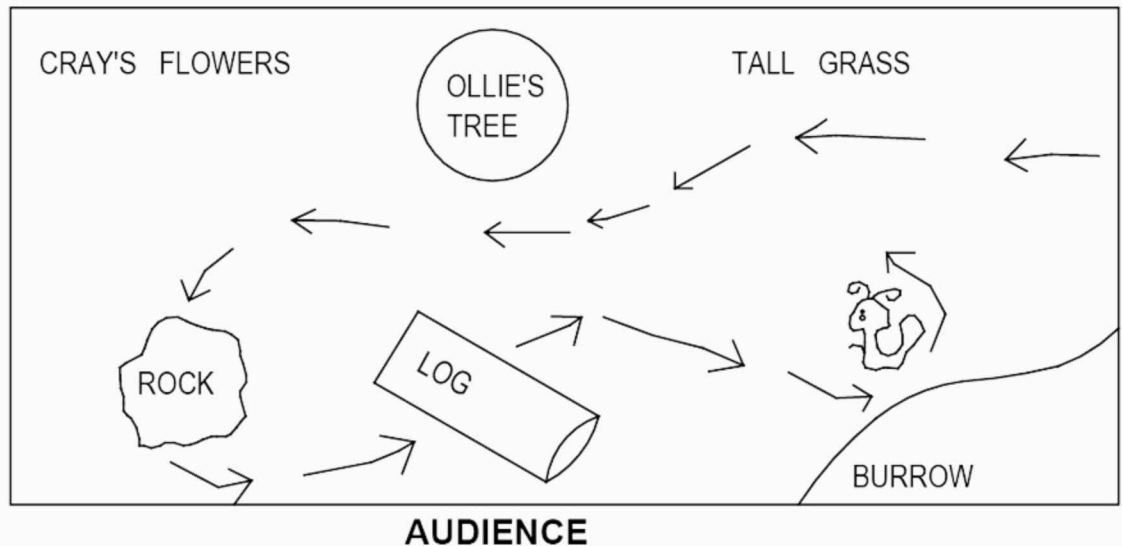 CRAY'S FLOWERS
OLLIE'S
TREE
TALL GRASS
ROCK
LOG
BURROW
AUDIENCE